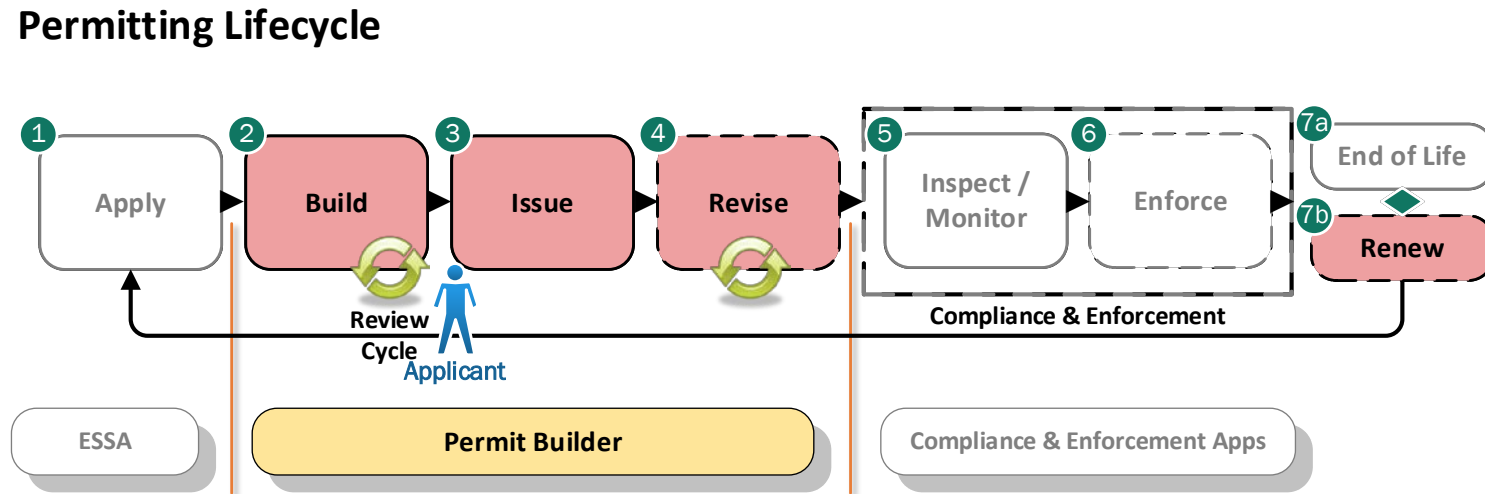 Permitting Lifecycle
1
2
3
4
5
6
7a
End of Life
Apply
Build
Issue
Revise
Inspect /
Monitor
Enforce
7b
Renew
Review
Cycle
Applicant
Compliance & Enforcement
ESSA
Permit Builder
Compliance & Enforcement Apps